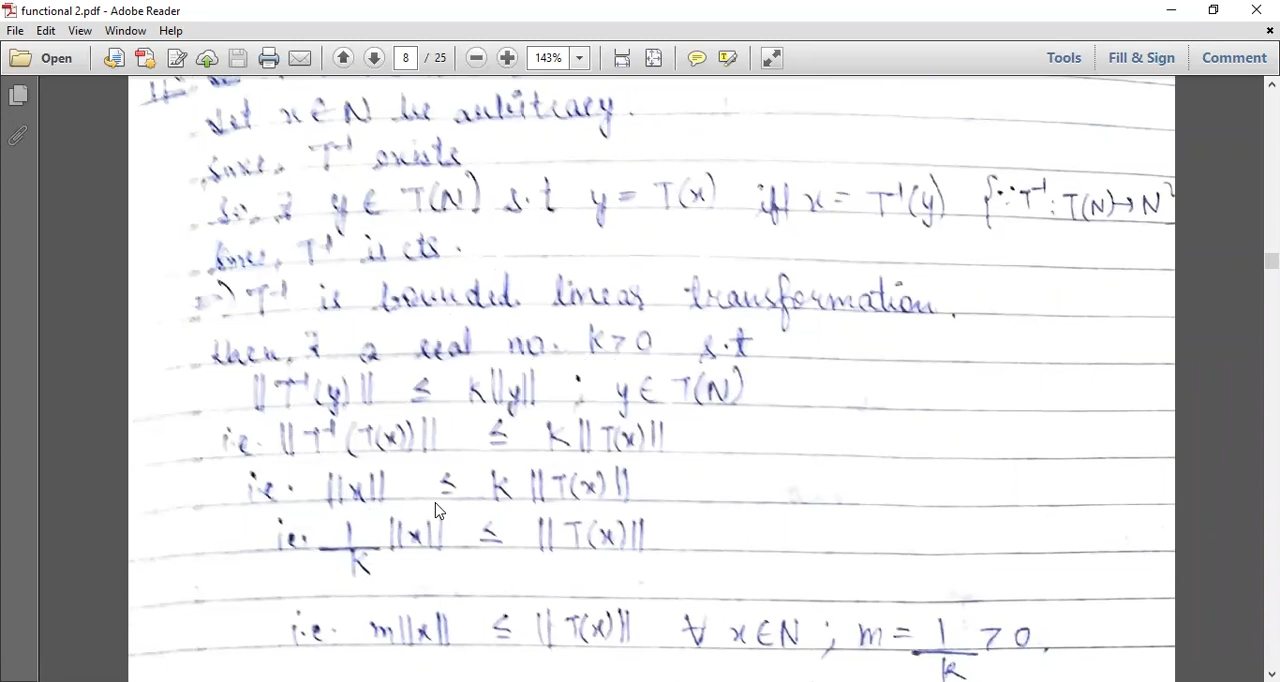 functional 2.pdf - Adobe Reader
File Edit View Window Help
Open 8 / 25 143% Tools Fill & Sign Comment
Let x ∈ N be arbitrary.
since, T⁻¹ exists
So, ∃ y ∈ T(N) s.t y = T(x) iff x = T⁻¹(y) {∵ T⁻¹: T(N) → N}
Since, T⁻¹ is cts.
=) T⁻¹ is bounded linear transformation.
then, ∃ a real no. K > 0 s.t
||T⁻¹(y)|| ≤ K||y|| ; y ∈ T(N)
i.e. ||T⁻¹(T(x))|| ≤ K||T(x)||
i.e. ||x|| ≤ K ||T(x)||
i.e. 1/K ||x|| ≤ ||T(x)||
i.e. m||x|| ≤ ||T(x)|| ∀ x ∈ N ; m = 1/K > 0.